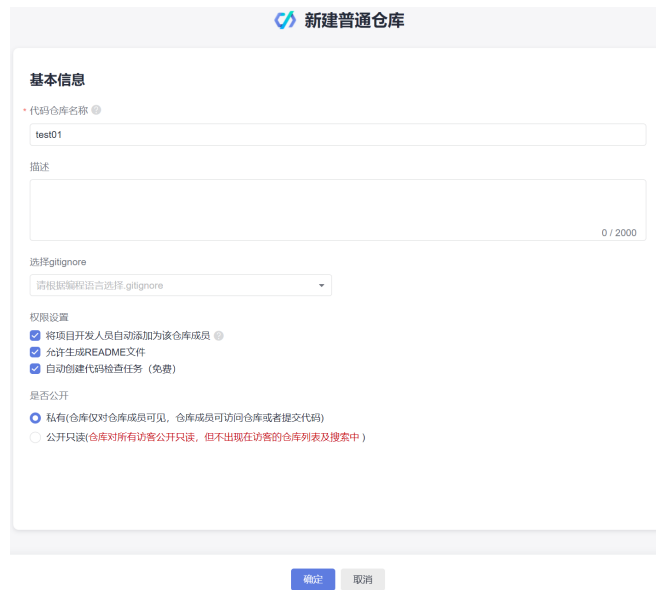 新建普通仓库
基本信息
* 代码仓库名称 ?
test01
描述
0 / 2000
选择gitignore
请根据编程语言选择.gitignore
权限设置
将项目开发人员自动添加为该仓库成员 ?
允许生成README文件
自动创建代码检查任务（免费）
是否公开
私有(仓库仅对仓库成员可见，仓库成员可访问仓库或者提交代码)
公开只读(仓库对所有访客公开只读，但不出现在访客的仓库列表及搜索中 )
确定 取消